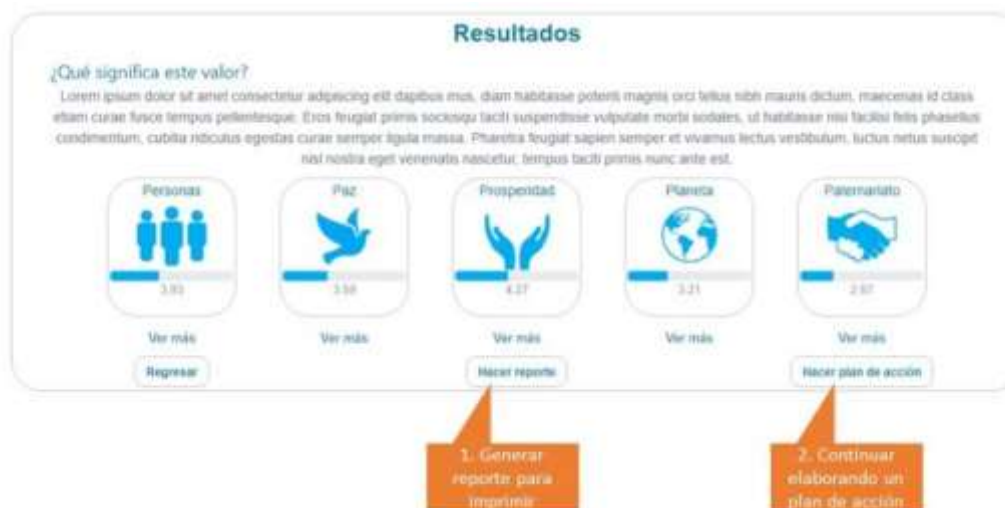 Resultados
¿Qué significa este valor?
Lorem ipsum dolor sit amet consectetur adipiscing elit dapibus mus, diam habitasse potenti magnis orci tellus nibh mauris dictum, maecenas id class
etiam curae fusce tempus pellentesque. Eros feugiat primis sociosqu taciti suspendisse vulputate morbi sodales, ut habitasse nisi facilisi felis phasellus
condimentum, cubilia ridiculus egestas curae semper ligula massa. Pharetra feugiat sapien semper et vivamus lectus vestibulum, luctus netus suscipit
nisl nostra eget venenatis nascetur, tempus taciti primis nunc ante est.
Personas Paz Prosperidad Planeta Paternariato
3.93 4.27 3.21
Ver más Ver más Ver más Ver más Ver más
Regresar Hacer reporte Hacer plan de acción
1. Generar
reporte para
imprimir
2. Continuar
elaborando un
plan de acción